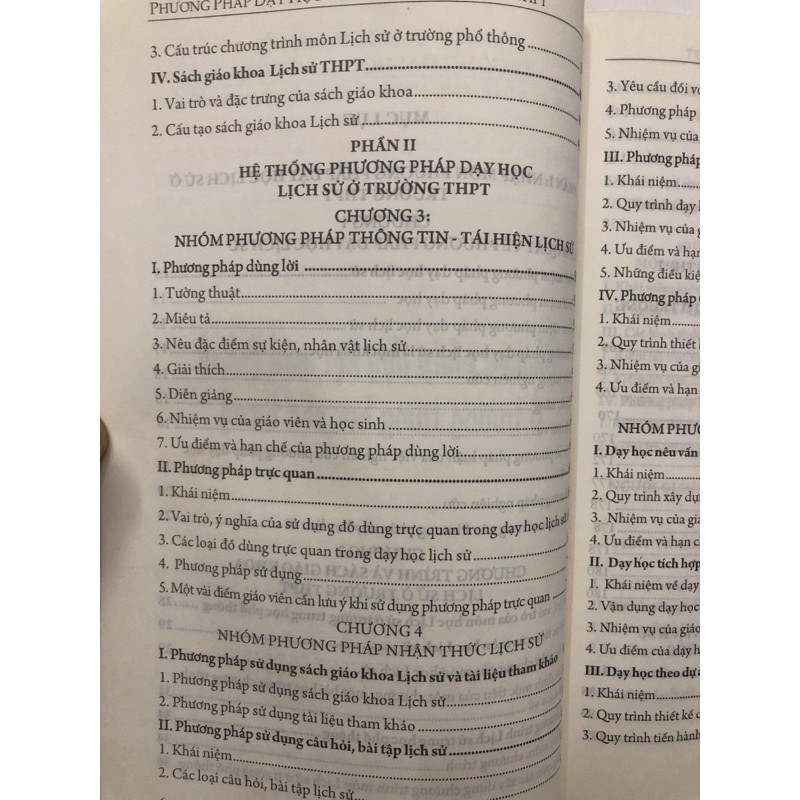 PHƯƠNG PHÁP DẠY HỌC
3. Cấu trúc chương trình môn Lịch sử ở trường phổ thông
IV. Sách giáo khoa Lịch sử THPT
1. Vai trò và đặc trưng của sách giáo khoa
2. Cấu tạo sách giáo khoa Lịch sử
PHẦN II
HỆ THỐNG PHƯƠNG PHÁP DẠY HỌC
LỊCH SỬ Ở TRƯỜNG THPT
CHƯƠNG 3:
NHÓM PHƯƠNG PHÁP THÔNG TIN - TÁI HIỆN LỊCH SỬ
I. Phương pháp dùng lời
1. Tường thuật
2. Miêu tả
3. Nêu đặc điểm sự kiện, nhân vật lịch sử
4. Giải thích
5. Diễn giảng
6. Nhiệm vụ của giáo viên và học sinh
7. Ưu điểm và hạn chế của phương pháp dùng lời
II. Phương pháp trực quan
1. Khái niệm
2. Vai trò, ý nghĩa của sử dụng đồ dùng trực quan trong dạy học lịch sử
3. Các loại đồ dùng trực quan trong dạy học lịch sử
4. Phương pháp sử dụng
5. Một vài điểm giáo viên cần lưu ý khi sử dụng phương pháp trực quan
CHƯƠNG 4
NHÓM PHƯƠNG PHÁP NHẬN THỨC LỊCH SỬ
I. Phương pháp sử dụng sách giáo khoa Lịch sử và tài liệu tham khảo
1. Phương pháp sử dụng sách giáo khoa Lịch sử
2. Phương pháp sử dụng tài liệu tham khảo
II. Phương pháp sử dụng câu hỏi, bài tập lịch sử
1. Khái niệm
2. Các loại câu hỏi, bài tập lịch sử
3. Yêu cầu đối
4. Phương pháp
5. Nhiệm vụ của
III. Phương pháp
1. Khái niệm
2. Quy trình dạy
3. Nhiệm vụ của
4. Ưu điểm và hạn
5. Những điều kiện
IV. Phương pháp
1. Khái niệm
2. Quy trình thiết
3. Nhiệm vụ của
4. Ưu điểm và hạn
NHÓM PHƯƠ
I. Dạy học nêu vấn
1. Khái niệm
2. Quy trình xây dự
3. Nhiệm vụ của giá
4. Ưu điểm và hạn c
II. Dạy học tích hợp
1. Khái niệm về dạy
2. Vận dụng dạy học
3. Nhiệm vụ của giáo
4. Ưu điểm của dạy h
III. Dạy học theo dự á
1. Khái niệm
2. Quy trình thiết kế
3. Quy trình tiến hành